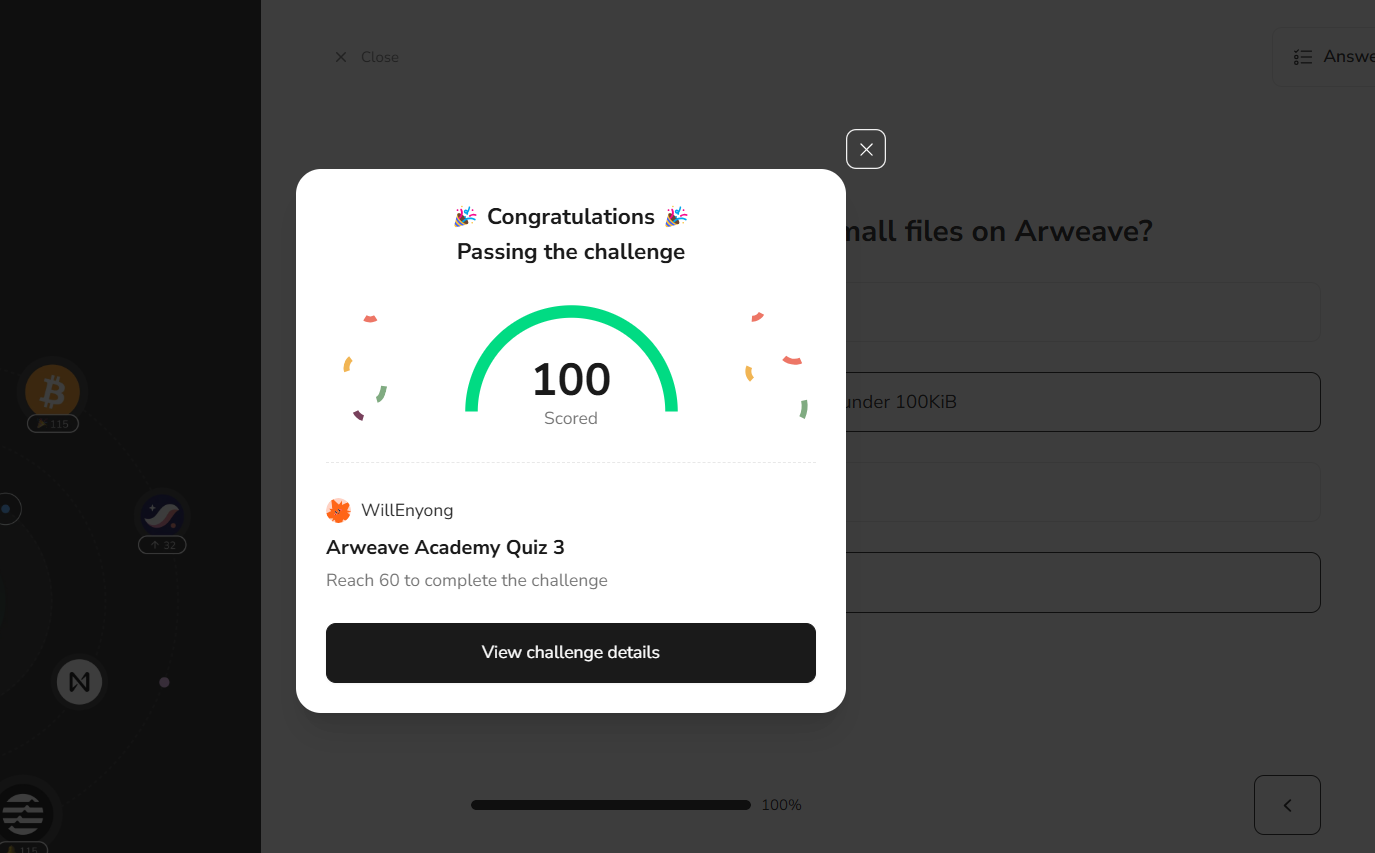 Close
Answe
mall files on Arweave?
under 100KiB
Congratulations
Passing the challenge
100
Scored
WillEnyong
Arweave Academy Quiz 3
Reach 60 to complete the challenge
View challenge details
115
32
115
100%